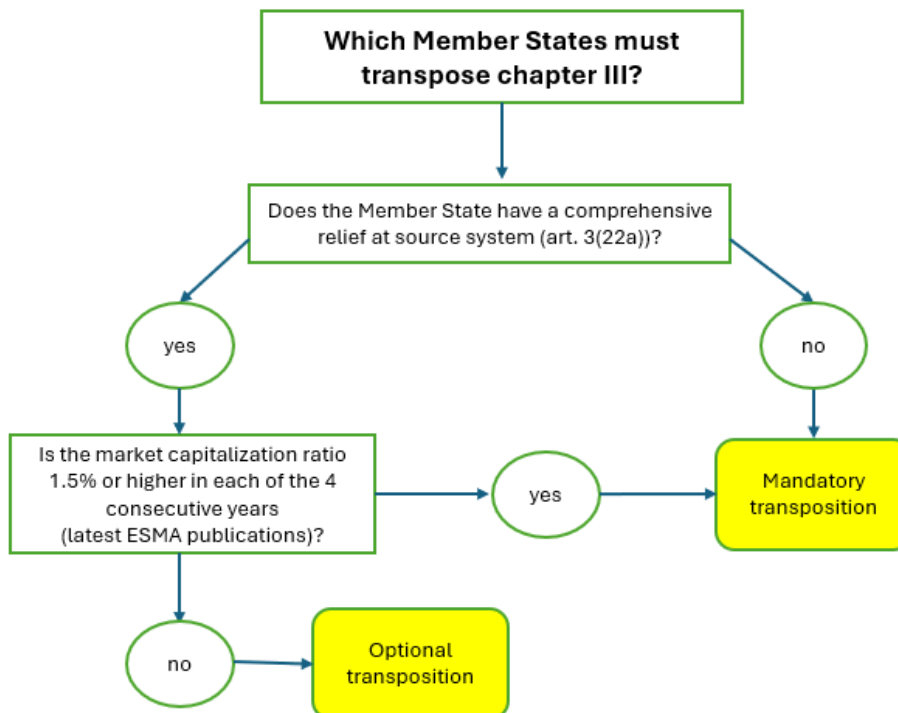 Which Member States must
transpose chapter III?
Does the Member State have a comprehensive
relief at source system (art. 3(22a))?
yes
no
Is the market capitalization ratio
1.5% or higher in each of the 4
consecutive years
(latest ESMA publications)?
yes
Mandatory
transposition
no
Optional
transposition